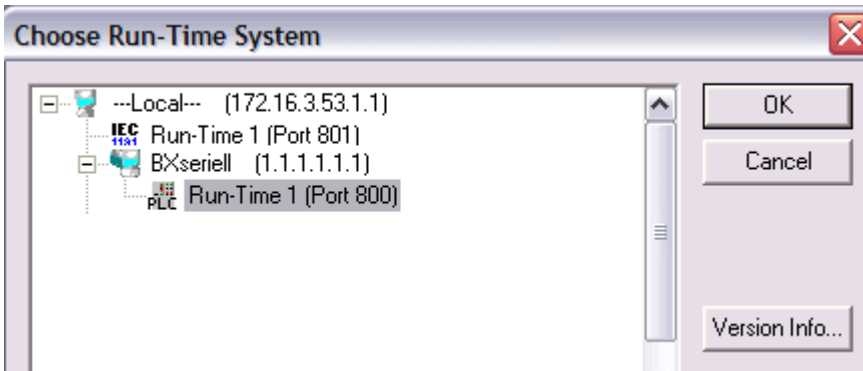 Choose Run-Time System
---Local--- (172.16.3.53.1.1)
IEC
1131
Run-Time 1 (Port 801)
BXseriell (1.1.1.1.1.1)
PLC
Run-Time 1 (Port 800)
OK
Cancel
Version Info...